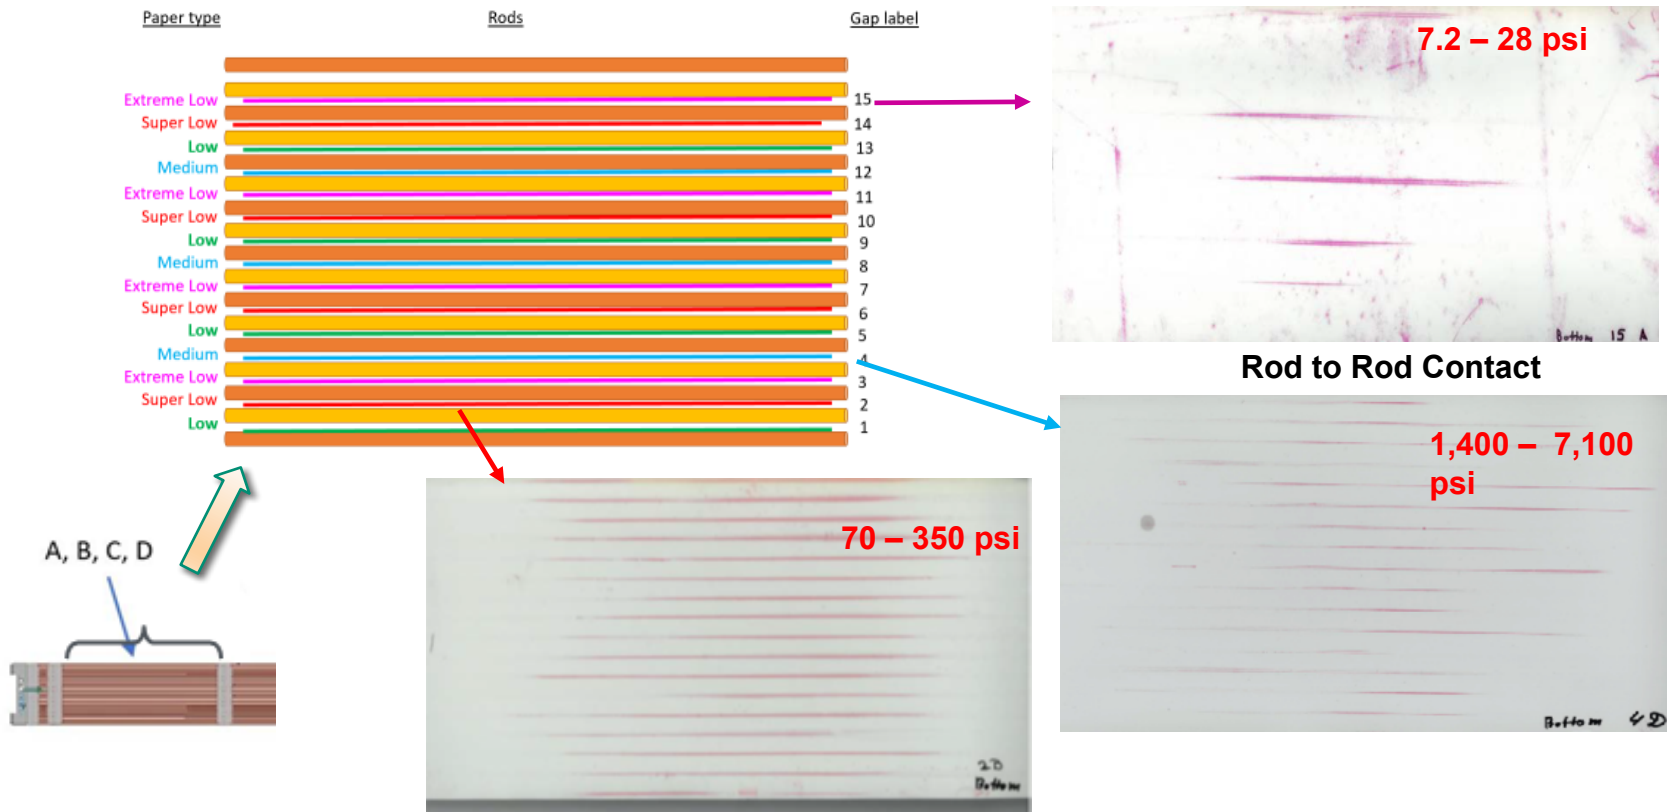 Paper type
Rods
Gap label
Extreme Low
15
Super Low
14
Low
13
Medium
12
Extreme Low
11
Super Low
10
Low
9
Medium
8
Extreme Low
7
Super Low
6
Low
5
Medium
4
Extreme Low
3
Super Low
2
Low
1
7.2 – 28 psi
Bottom 15 A
Rod to Rod Contact
1,400 – 7,100
psi
Bottom 4D
70 – 350 psi
2D
Bottom
A, B, C, D